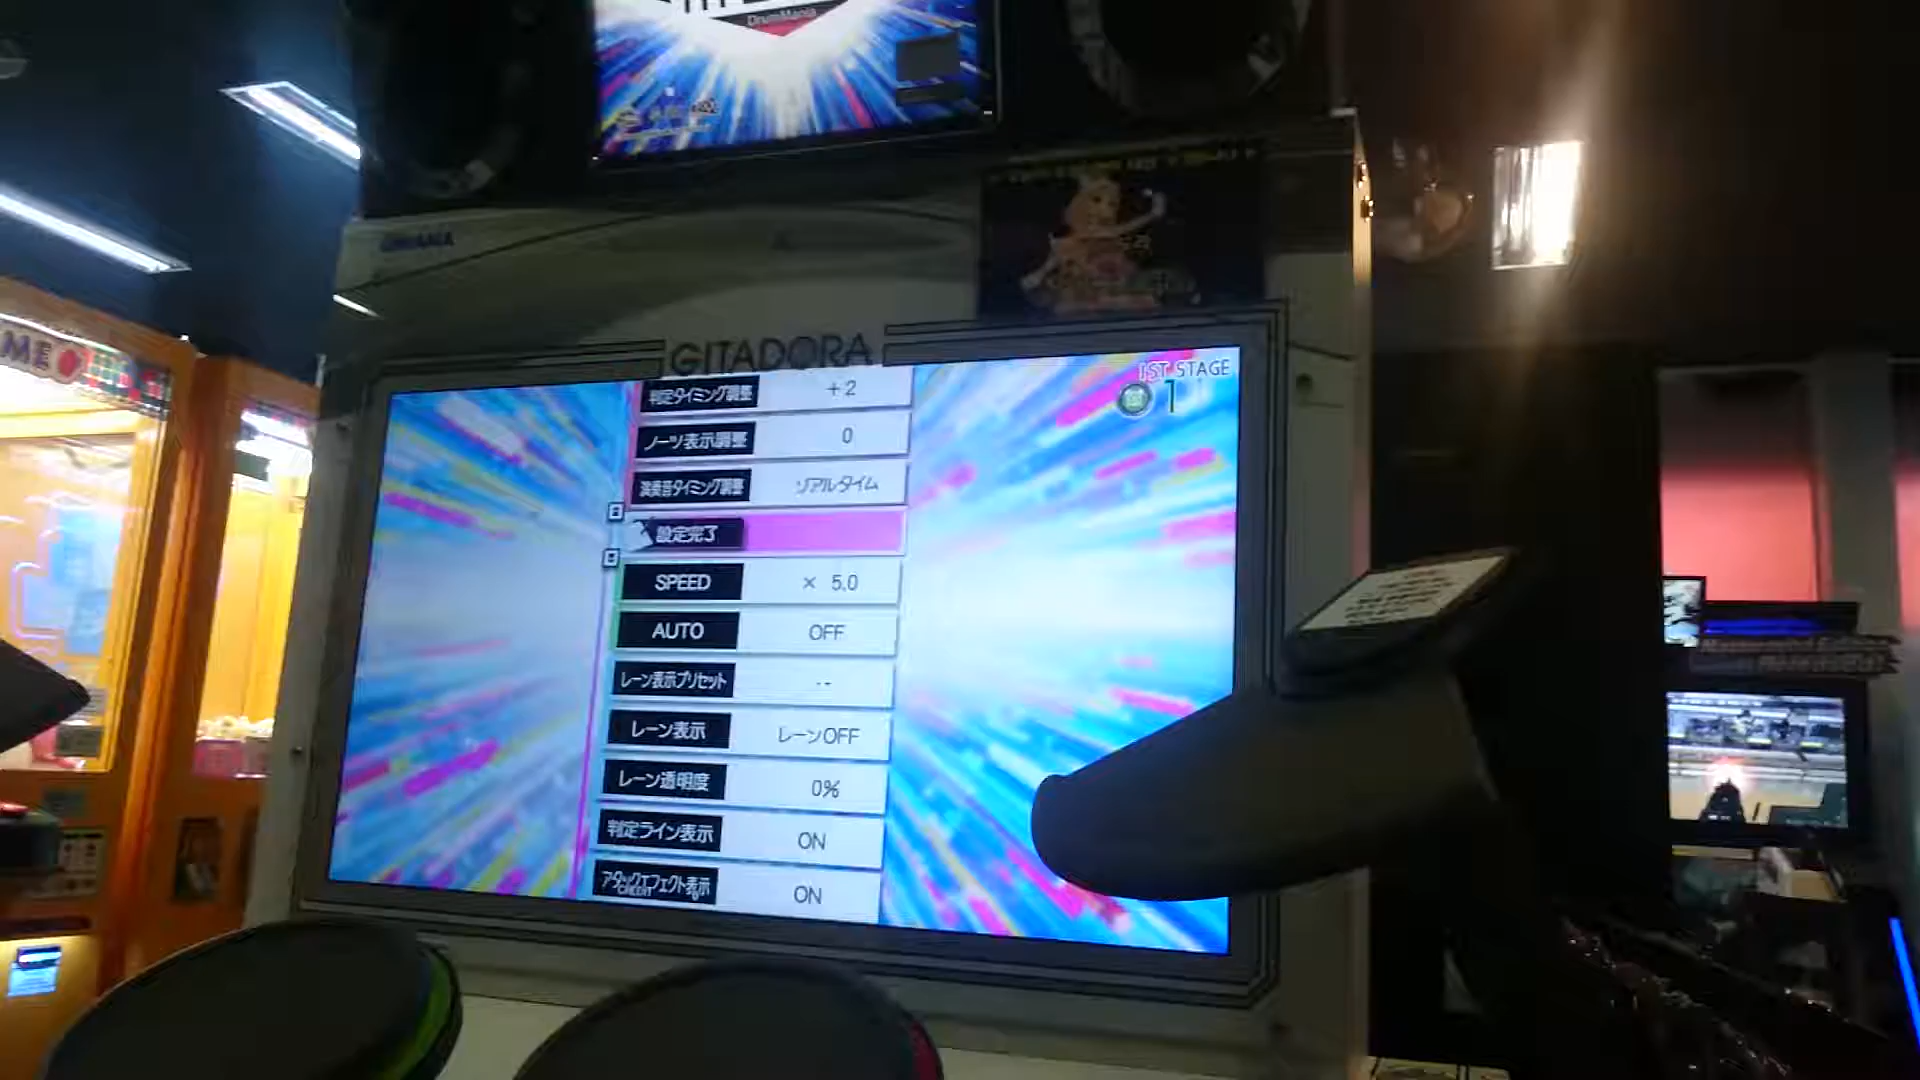 DrumMania
GITADORA
1ST STAGE
1
判定タイミング調整 +2
ノーツ表示調整 0
演奏音タイミング調整 リアルタイム
設定完了
SPEED × 5.0
AUTO OFF
レーン表示プリセット --
レーン表示 レーンOFF
レーン透明度 0%
判定ライン表示 ON
アタックエフェクト表示 ON
CREDIT
ME